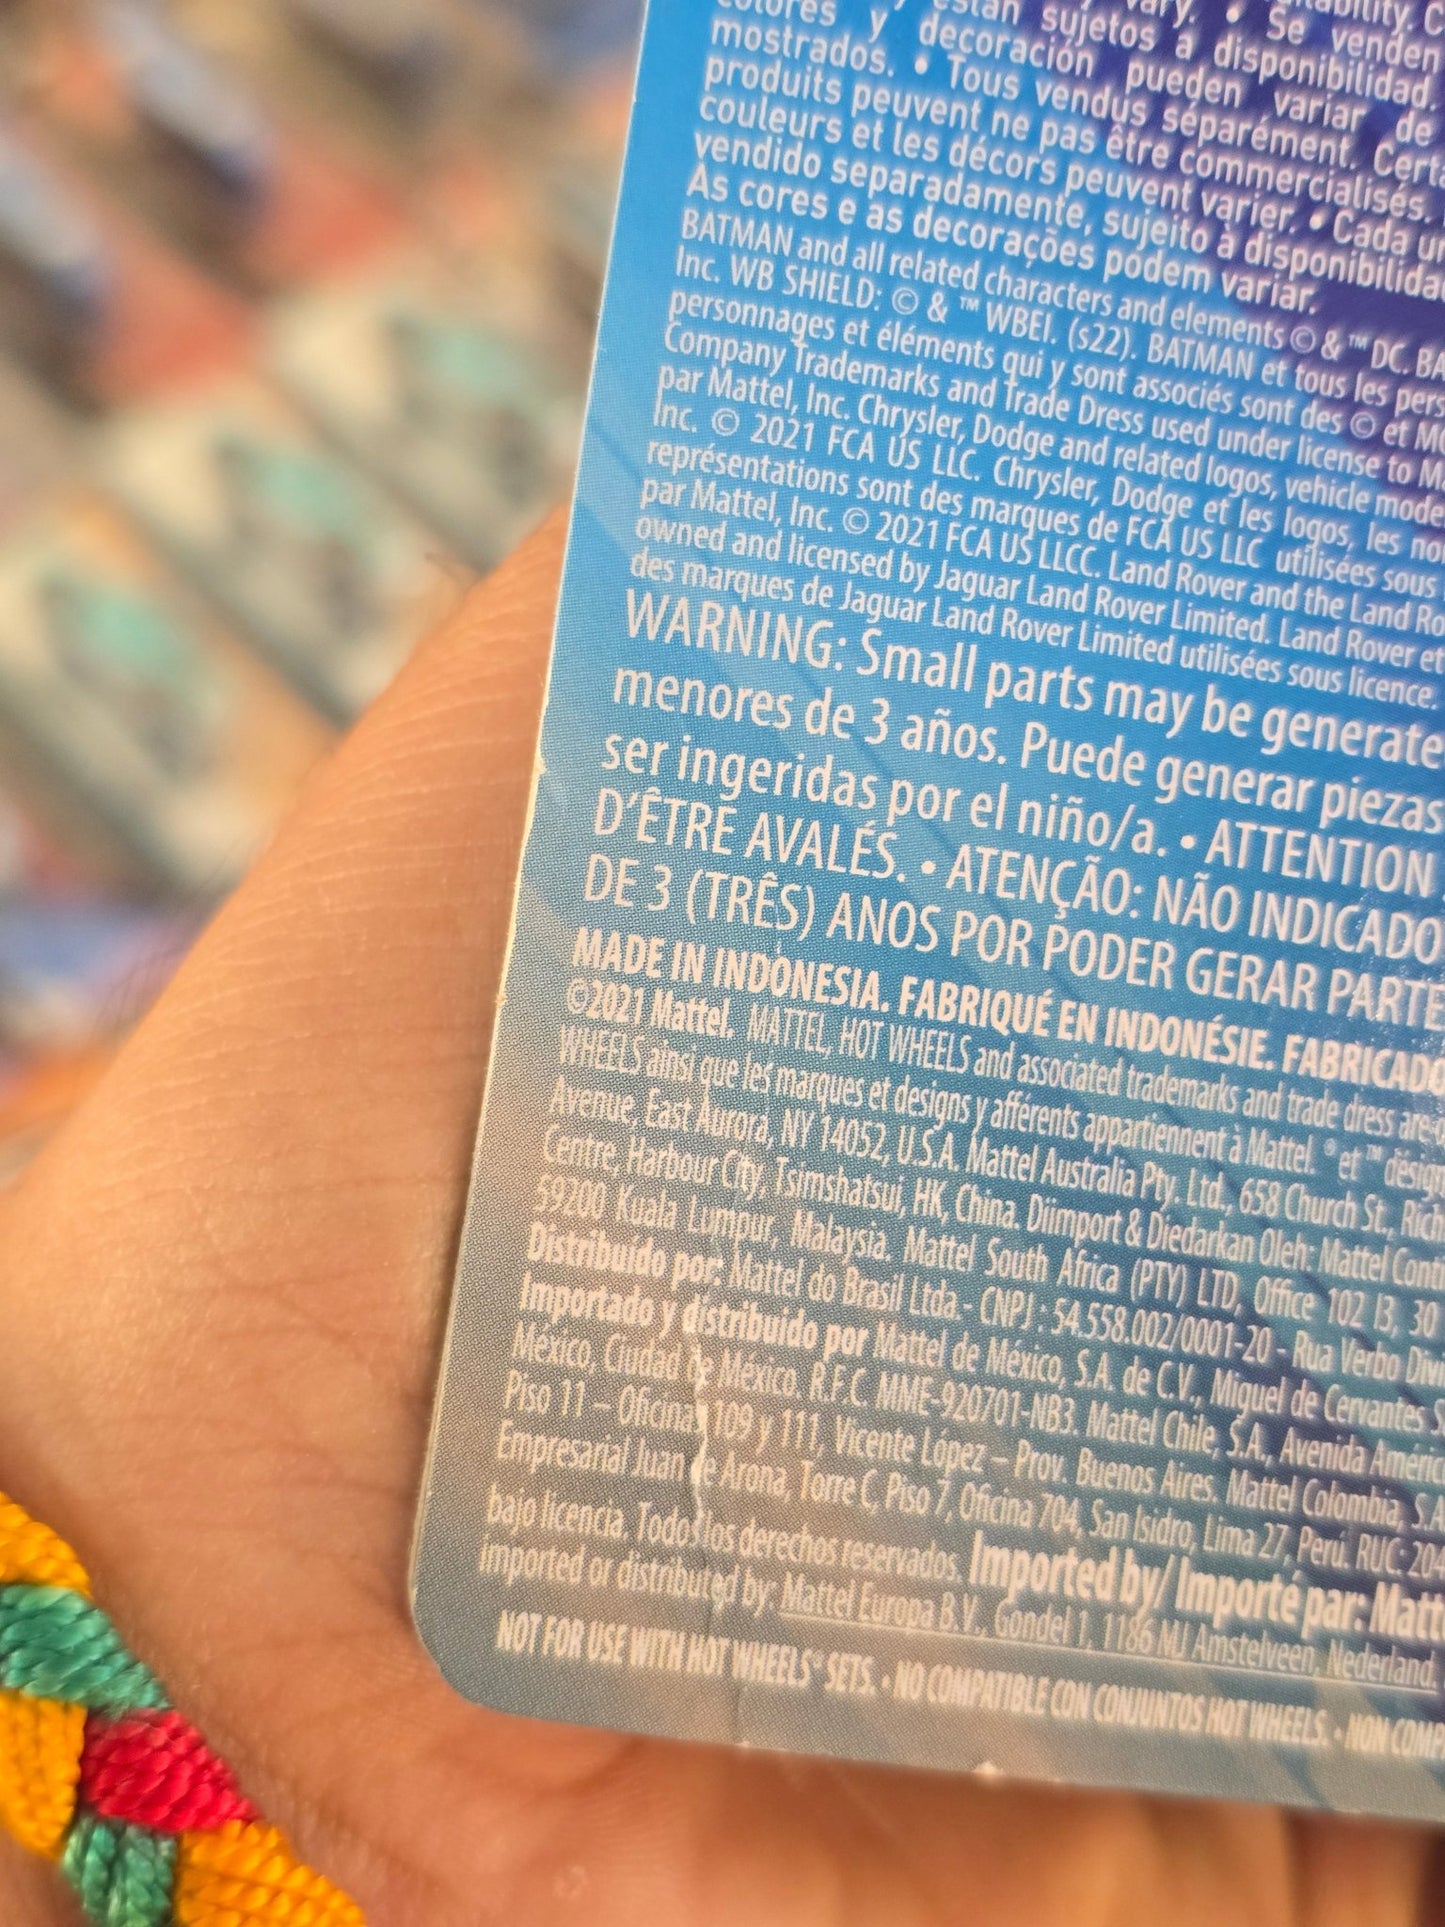 vary. • Se venden
colores y están sujetos a disponibilidad.
mostrados. • decoración pueden variar de
produits peuvent ne pas être commercialisés.
• Tous vendus séparément.
couleurs et les décors peuvent varier. • Cada
vendido separadamente, sujeito à
As cores e as decorações podem variar.
BATMAN and all related characters and elements © & ™ DC.
Inc. WB SHIELD: © & ™ WBEI. (s22). BATMAN et tous les
personnages et éléments qui y sont associés sont des © et
Company Trademarks and Trade Dress used under license to
par Mattel, Inc. Chrysler, Dodge and related logos, vehicle
Inc. © 2021 FCA US LLC. Chrysler, Dodge et les logos, les
représentations sont des marques de FCA US LLC utilisées sous
par Mattel, Inc. © 2021 FCA US LLCC. Land Rover and the Land
owned and licensed by Jaguar Land Rover Limited. Land Rover et
des marques de Jaguar Land Rover Limited utilisées sous licence.
WARNING: Small parts may be generate
menores de 3 años. Puede generar piezas
ser ingeridas por el niño/a. • ATTENTION
D'ÊTRE AVALÉS. • ATENÇÃO: NÃO INDICADO
DE 3 (TRÊS) ANOS POR PODER GERAR PARTE
MADE IN INDONESIA. FABRIQUÉ EN INDONÉSIE. FABRICADO
©2021 Mattel. MATTEL, HOT WHEELS and associated trademarks and trade dress are
WHEELS ainsi que les marques et designs y afférents appartiennent à Mattel. ® et ™
Avenue, East Aurora, NY 14052, U.S.A. Mattel Australia Pty. Ltd., 658 Church St.,
Centre, Harbour City, Tsimshatsui, HK, China. Diimport & Diedarkan Oleh: Mattel
59200 Kuala Lumpur, Malaysia. Mattel South Africa (PTY) LTD, Office 102 I3, 30
Distribuído por: Mattel do Brasil Ltda.- CNPJ : 54.558.002/0001-20 - Rua Verbo
Importado y distribuido por Mattel de México, S.A. de C.V., Miguel de Cervantes
México, Ciudad de México. R.F.C. MME-920701-NB3. Mattel Chile, S.A., Avenida
Piso 11 – Oficina 109 y 111, Vicente López – Prov. Buenos Aires. Mattel Colombia, S.A
Empresarial Juan de Arona, Torre C, Piso 7, Oficina 704, San Isidro, Lima 27, Perú. RUC: 204
bajo licencia. Todos los derechos reservados. Imported by/ Importé par:
imported or distributed by: Mattel Europa B.V., Gondel 1, 1186 MJ Amstelveen, Nederland.
NOT FOR USE WITH HOT WHEELS® SETS. • NO COMPATIBLE CON CONJUNTOS HOT WHEELS. • NON